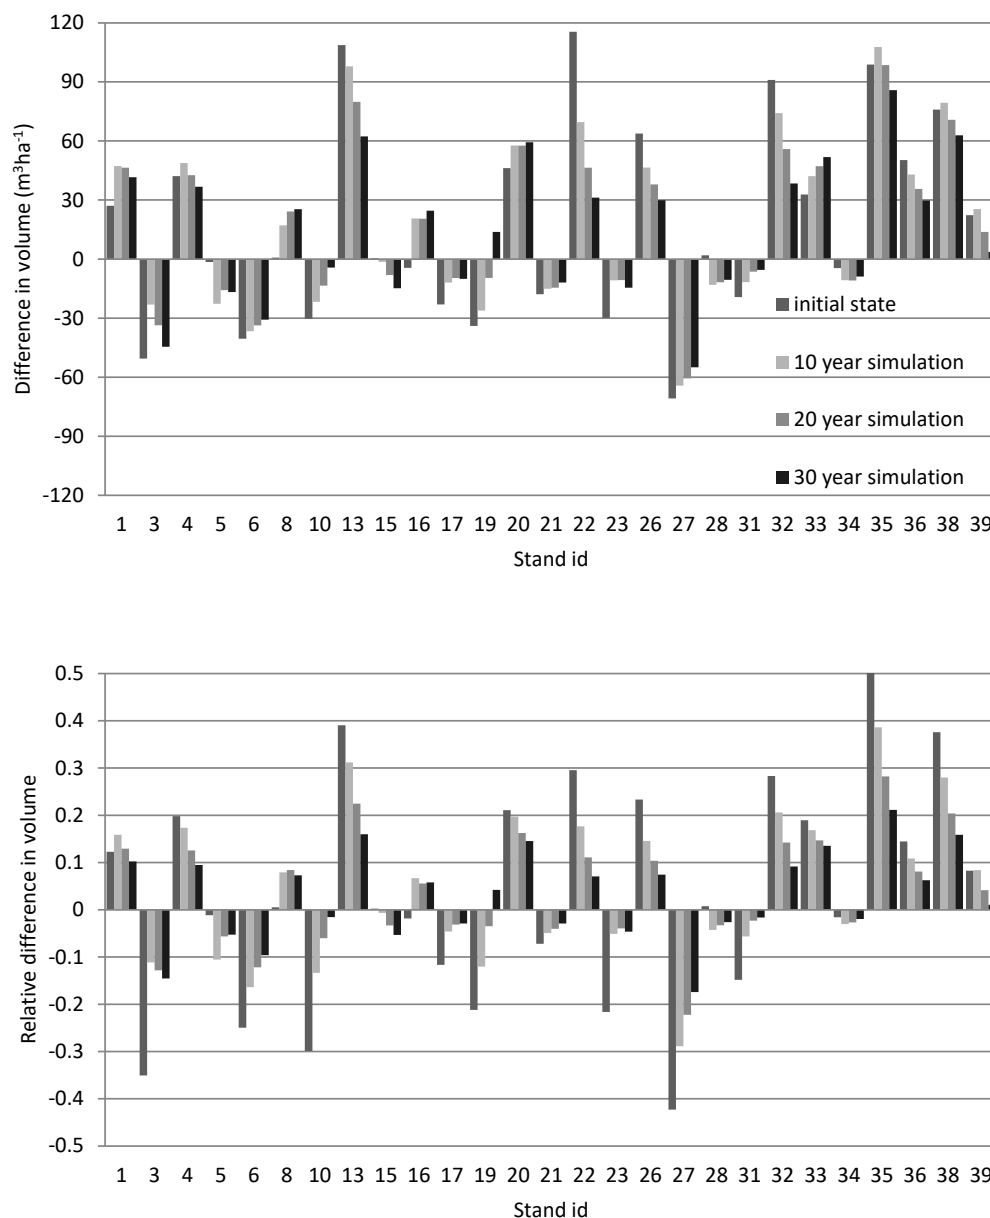 120
90
60
30
0
-30
-60
-90
-120
Difference in volume (m³ha⁻¹)
initial state
10 year simulation
20 year simulation
30 year simulation
1 3 4 5 6 8 10 13 15 16 17 19 20 21 22 23 26 27 28 31 32 33 34 35 36 38 39
Stand id
0.5
0.4
0.3
0.2
0.1
0
-0.1
-0.2
-0.3
-0.4
-0.5
Relative difference in volume
1 3 4 5 6 8 10 13 15 16 17 19 20 21 22 23 26 27 28 31 32 33 34 35 36 38 39
Stand id